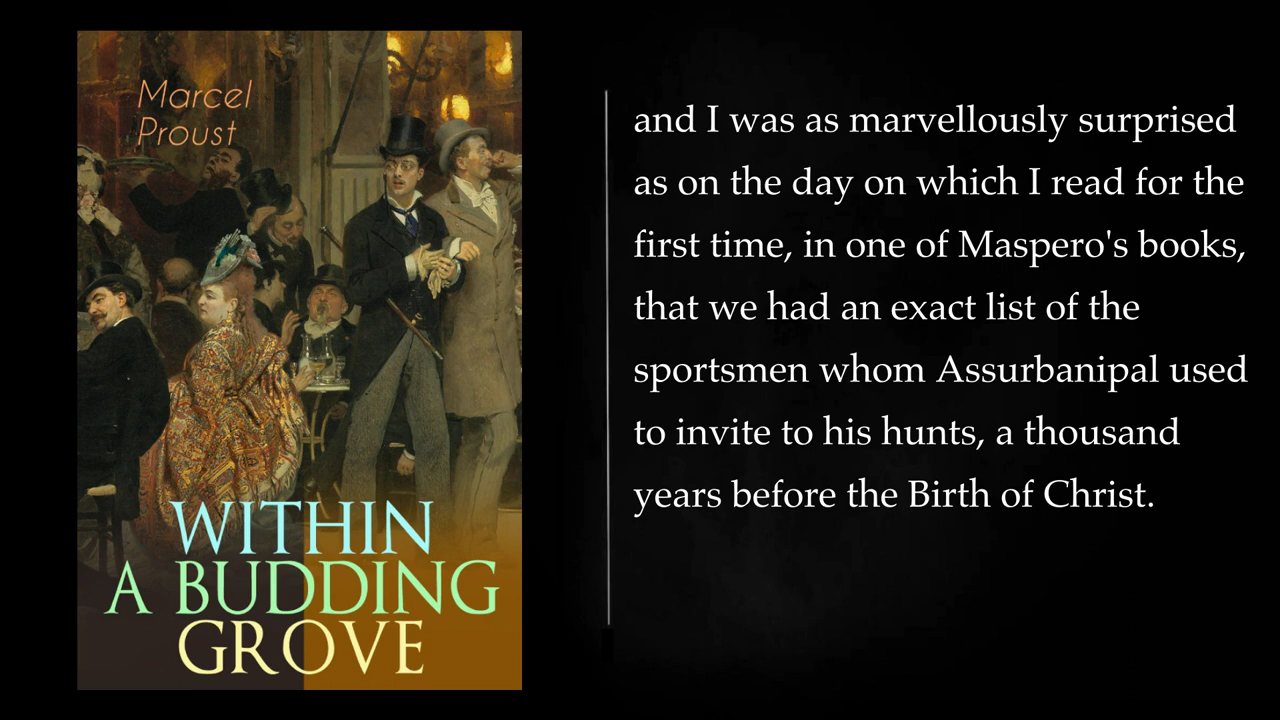 Marcel
Proust
WITHIN
A BUDDING
GROVE
and I was as marvellously surprised
as on the day on which I read for the
first time, in one of Maspero's books,
that we had an exact list of the
sportsmen whom Assurbanipal used
to invite to his hunts, a thousand
years before the Birth of Christ.